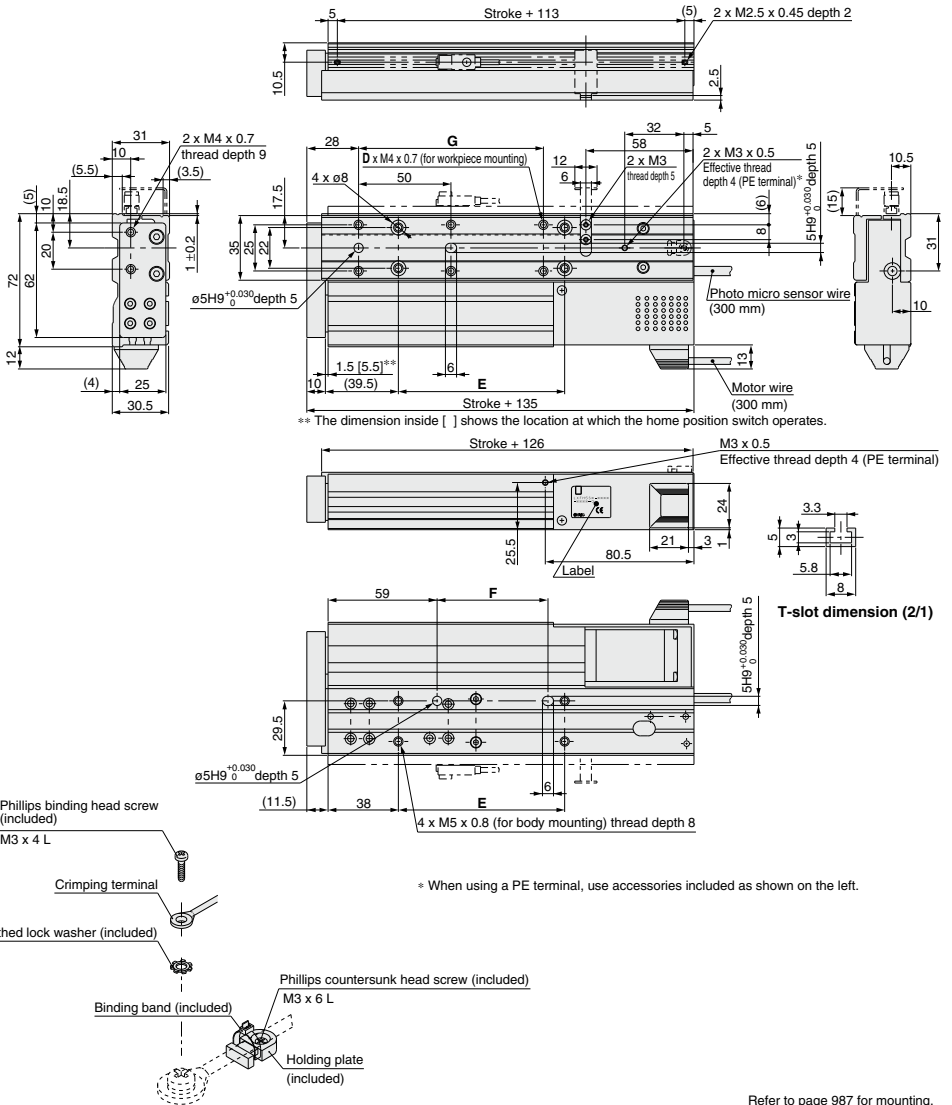 5
Stroke + 113
(5)
2 x M2.5 x 0.45 depth 2
10.5
2.5
31
10
(5.5)
2 x M4 x 0.7
thread depth 9
(3.5)
(5)
10
18.5
20
1 ±0.2
72
62
12
(4)
25
30.5
28
G
D x M4 x 0.7 (for workpiece mounting)
50
4 x ø8
12
6
58
32
5
2 x M3
thread depth 5
2 x M3 x 0.5
Effective thread
depth 4 (PE terminal)*
5H9 +0.030 0 depth 5
(6)
8
17.5
35
25
22
ø5H9 +0.030 0 depth 5
Photo micro sensor wire
(300 mm)
13
Motor wire
(300 mm)
1.5 [5.5]**
6
10
(39.5)
E
Stroke + 135
10.5
(15)
31
10
** The dimension inside [ ] shows the location at which the home position switch operates.
Stroke + 126
M3 x 0.5
Effective thread depth 4 (PE terminal)
25.5
Label
80.5
21
3
24
1
3.3
5
3
5.8
8
T-slot dimension (2/1)
59
F
5H9 +0.030 0 depth 5
29.5
ø5H9 +0.030 0 depth 5
6
(11.5)
38
E
4 x M5 x 0.8 (for body mounting) thread depth 8
Phillips binding head screw
(included)
M3 x 4 L
Crimping terminal
* When using a PE terminal, use accessories included as shown on the left.
thed lock washer (included)
Phillips countersunk head screw (included)
M3 x 6 L
Binding band (included)
Holding plate
(included)
Refer to page 987 for mounting.